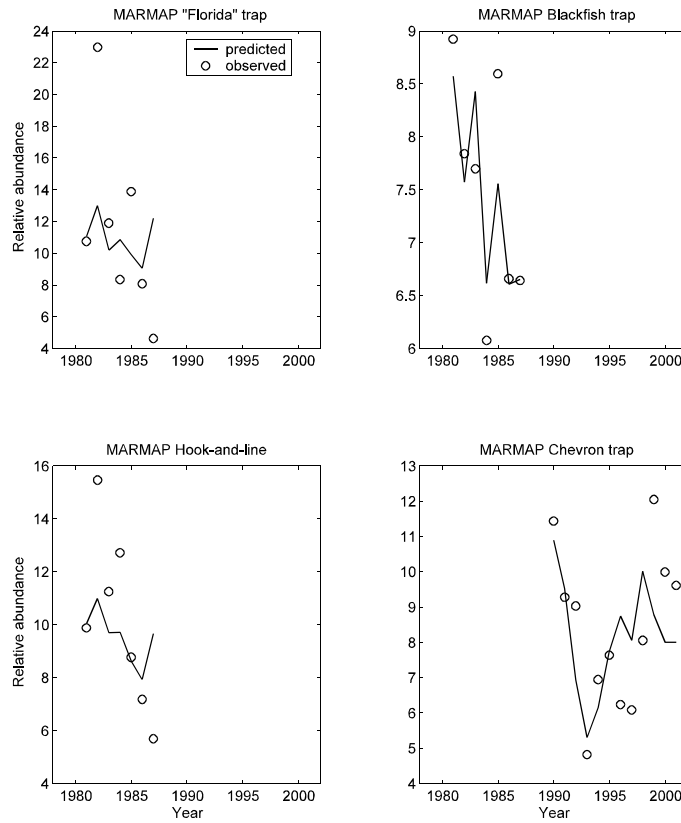 MARMAP "Florida" trap
24
22
20
18
16
14
12
10
8
6
4
1980 1985 1990 1995 2000
Relative abundance
predicted
observed
MARMAP Blackfish trap
9
8.5
8
7.5
7
6.5
6
1980 1985 1990 1995 2000
MARMAP Hook-and-line
16
14
12
10
8
6
4
1980 1985 1990 1995 2000
Relative abundance
Year
MARMAP Chevron trap
13
12
11
10
9
8
7
6
5
4
1980 1985 1990 1995 2000
Year